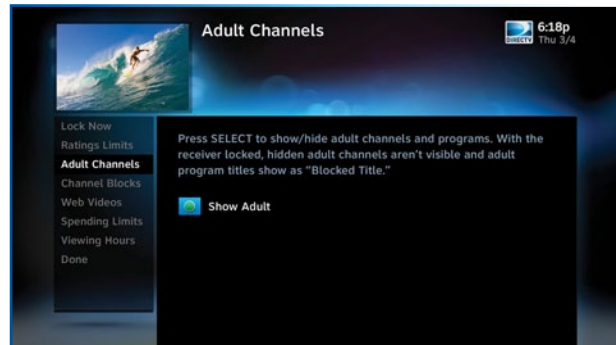 Adult Channels
6:18p
DIRECTV Thu 3/4
Lock Now
Ratings Limits
Adult Channels
Channel Blocks
Web Videos
Spending Limits
Viewing Hours
Done
Press SELECT to show/hide adult channels and programs. With the
receiver locked, hidden adult channels aren't visible and adult
program titles show as "Blocked Title."
Show Adult